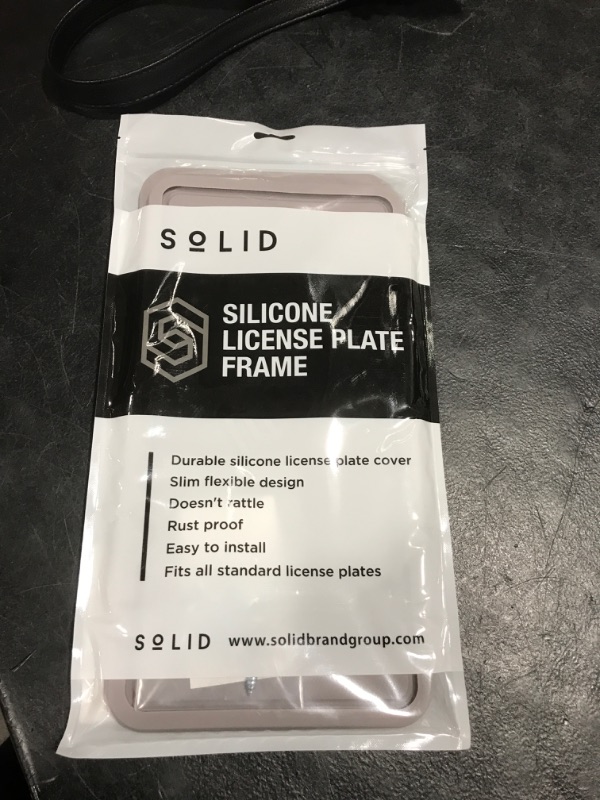 SOLID
SILICONE
LICENSE PLATE
FRAME
Durable silicone license plate cover
Slim flexible design
Doesn't rattle
Rust proof
Easy to install
Fits all standard license plates
SOLID www.solidbrandgroup.com